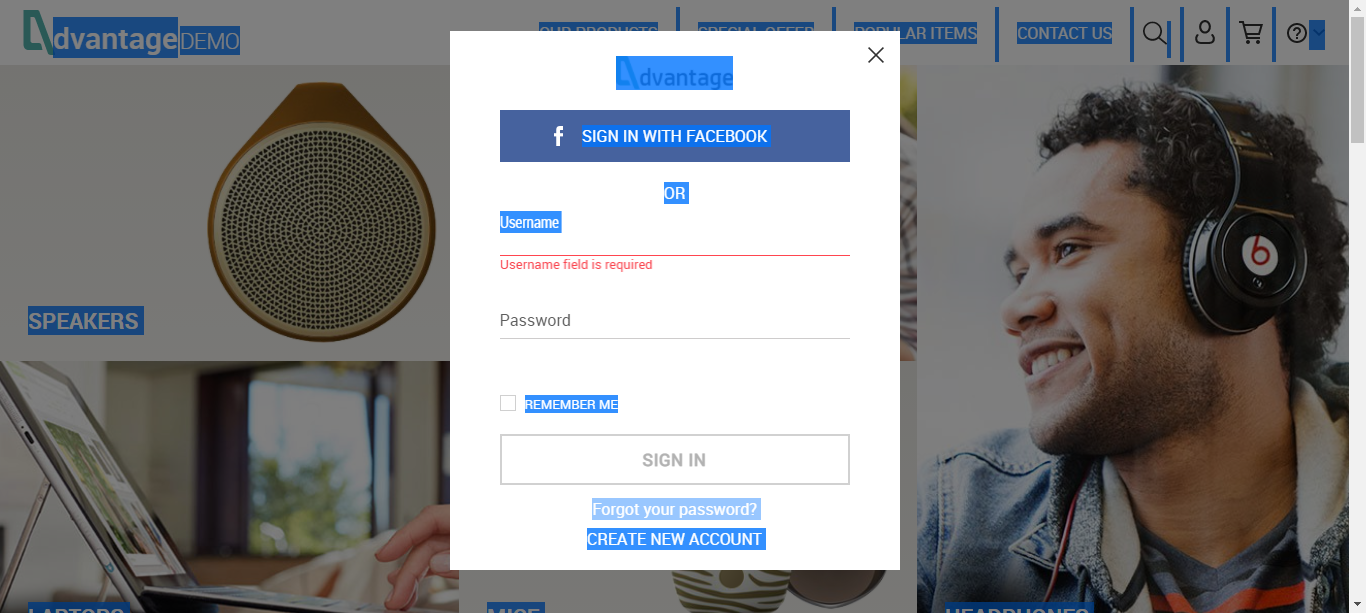 dvantage DEMO
OUR PRODUCTS SPECIAL OFFER POPULAR ITEMS CONTACT US
dvantage
SIGN IN WITH FACEBOOK
OR
Username
Username field is required
Password
REMEMBER ME
SIGN IN
Forgot your password?
CREATE NEW ACCOUNT
SPEAKERS
LAPTOPS
MICE
HEADPHONES